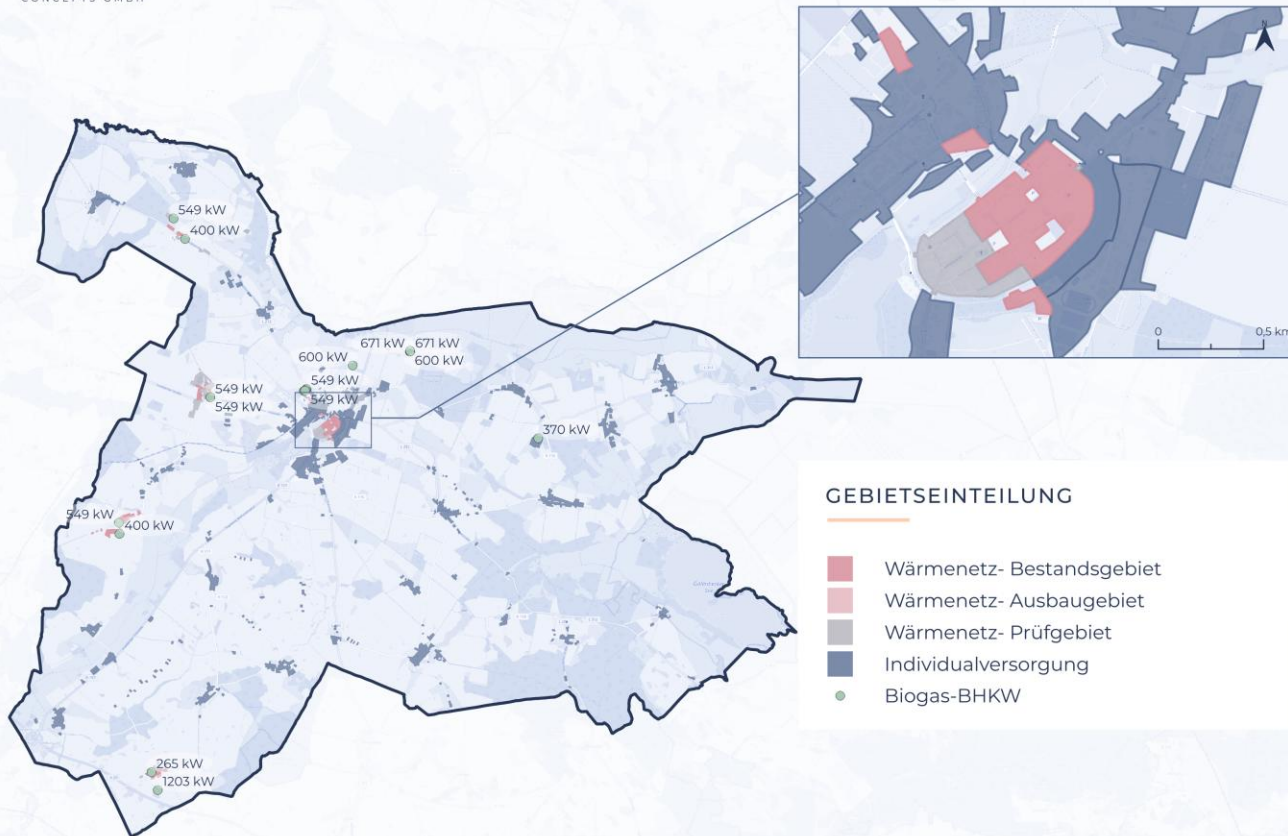 CONCEPTS GMBH
N
0
0,5 km
549 kW
400 kW
671 kW
671 kW
600 kW
600 kW
549 kW
549 kW
549 kW
549 kW
370 kW
549 kW
400 kW
265 kW
1203 kW
GEBIETSEINTEILUNG
Wärmenetz- Bestandsgebiet
Wärmenetz- Ausbaugebiet
Wärmenetz- Prüfgebiet
Individualversorgung
Biogas-BHKW